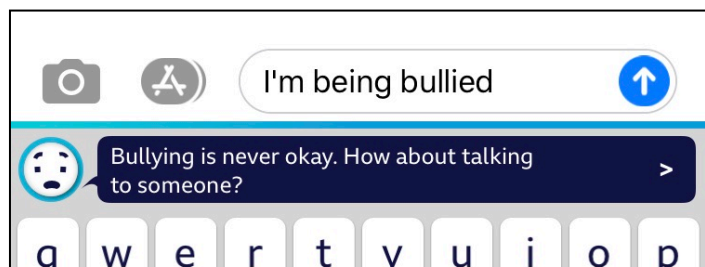 I'm being bullied
Bullying is never okay. How about talking
to someone?
>
q w e r t y u i o p